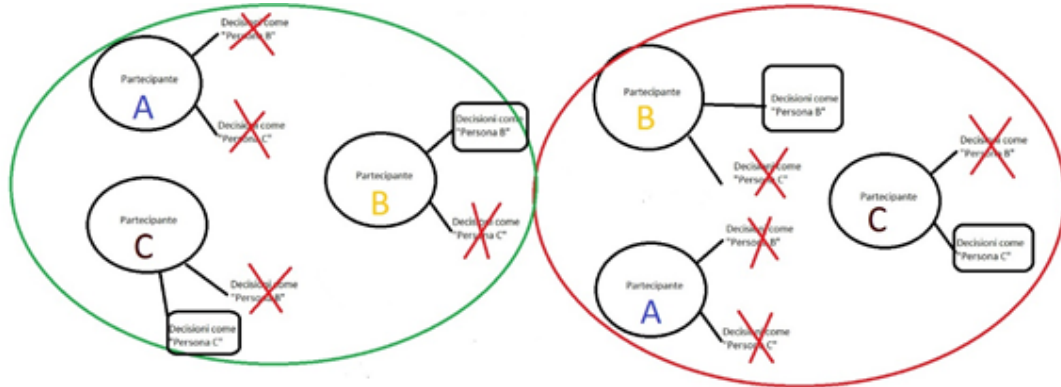 Decisioni come
"Persona B"
Partecipante
A
Decisioni come
"Persona C"
Decisioni come
"Persona B"
Partecipante
B
Decisioni come
"Persona C"
Partecipante
C
Decisioni come
"Persona B"
Decisioni come
"Persona C"
Partecipante
B
Decisioni come
"Persona B"
Decisioni come
"Persona C"
Decisioni come
"Persona B"
Partecipante
C
Decisioni come
"Persona C"
Decisioni come
"Persona B"
Partecipante
A
Decisioni come
"Persona C"